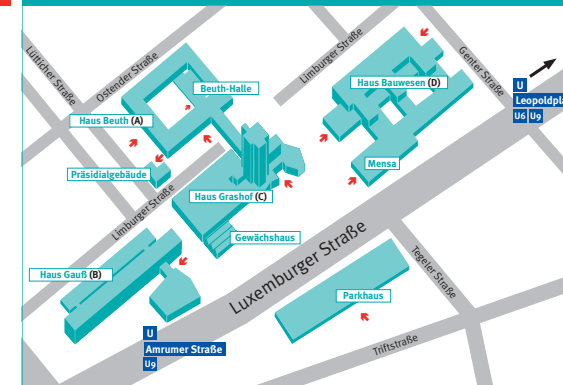 Lütticher Straße
Ostender Straße
Limburger Straße
Genter Straße
Beuth-Halle
Haus Bauwesen (D)
U
Leopoldpla
U6 U9
Haus Beuth (A)
Mensa
Präsidialgebäude
Haus Grashof (C)
Limburger Straße
Gewächshaus
Luxemburger Straße
Tegeler Straße
Haus Gauß (B)
Parkhaus
U
Amrumer Straße
U9
Triftstraße